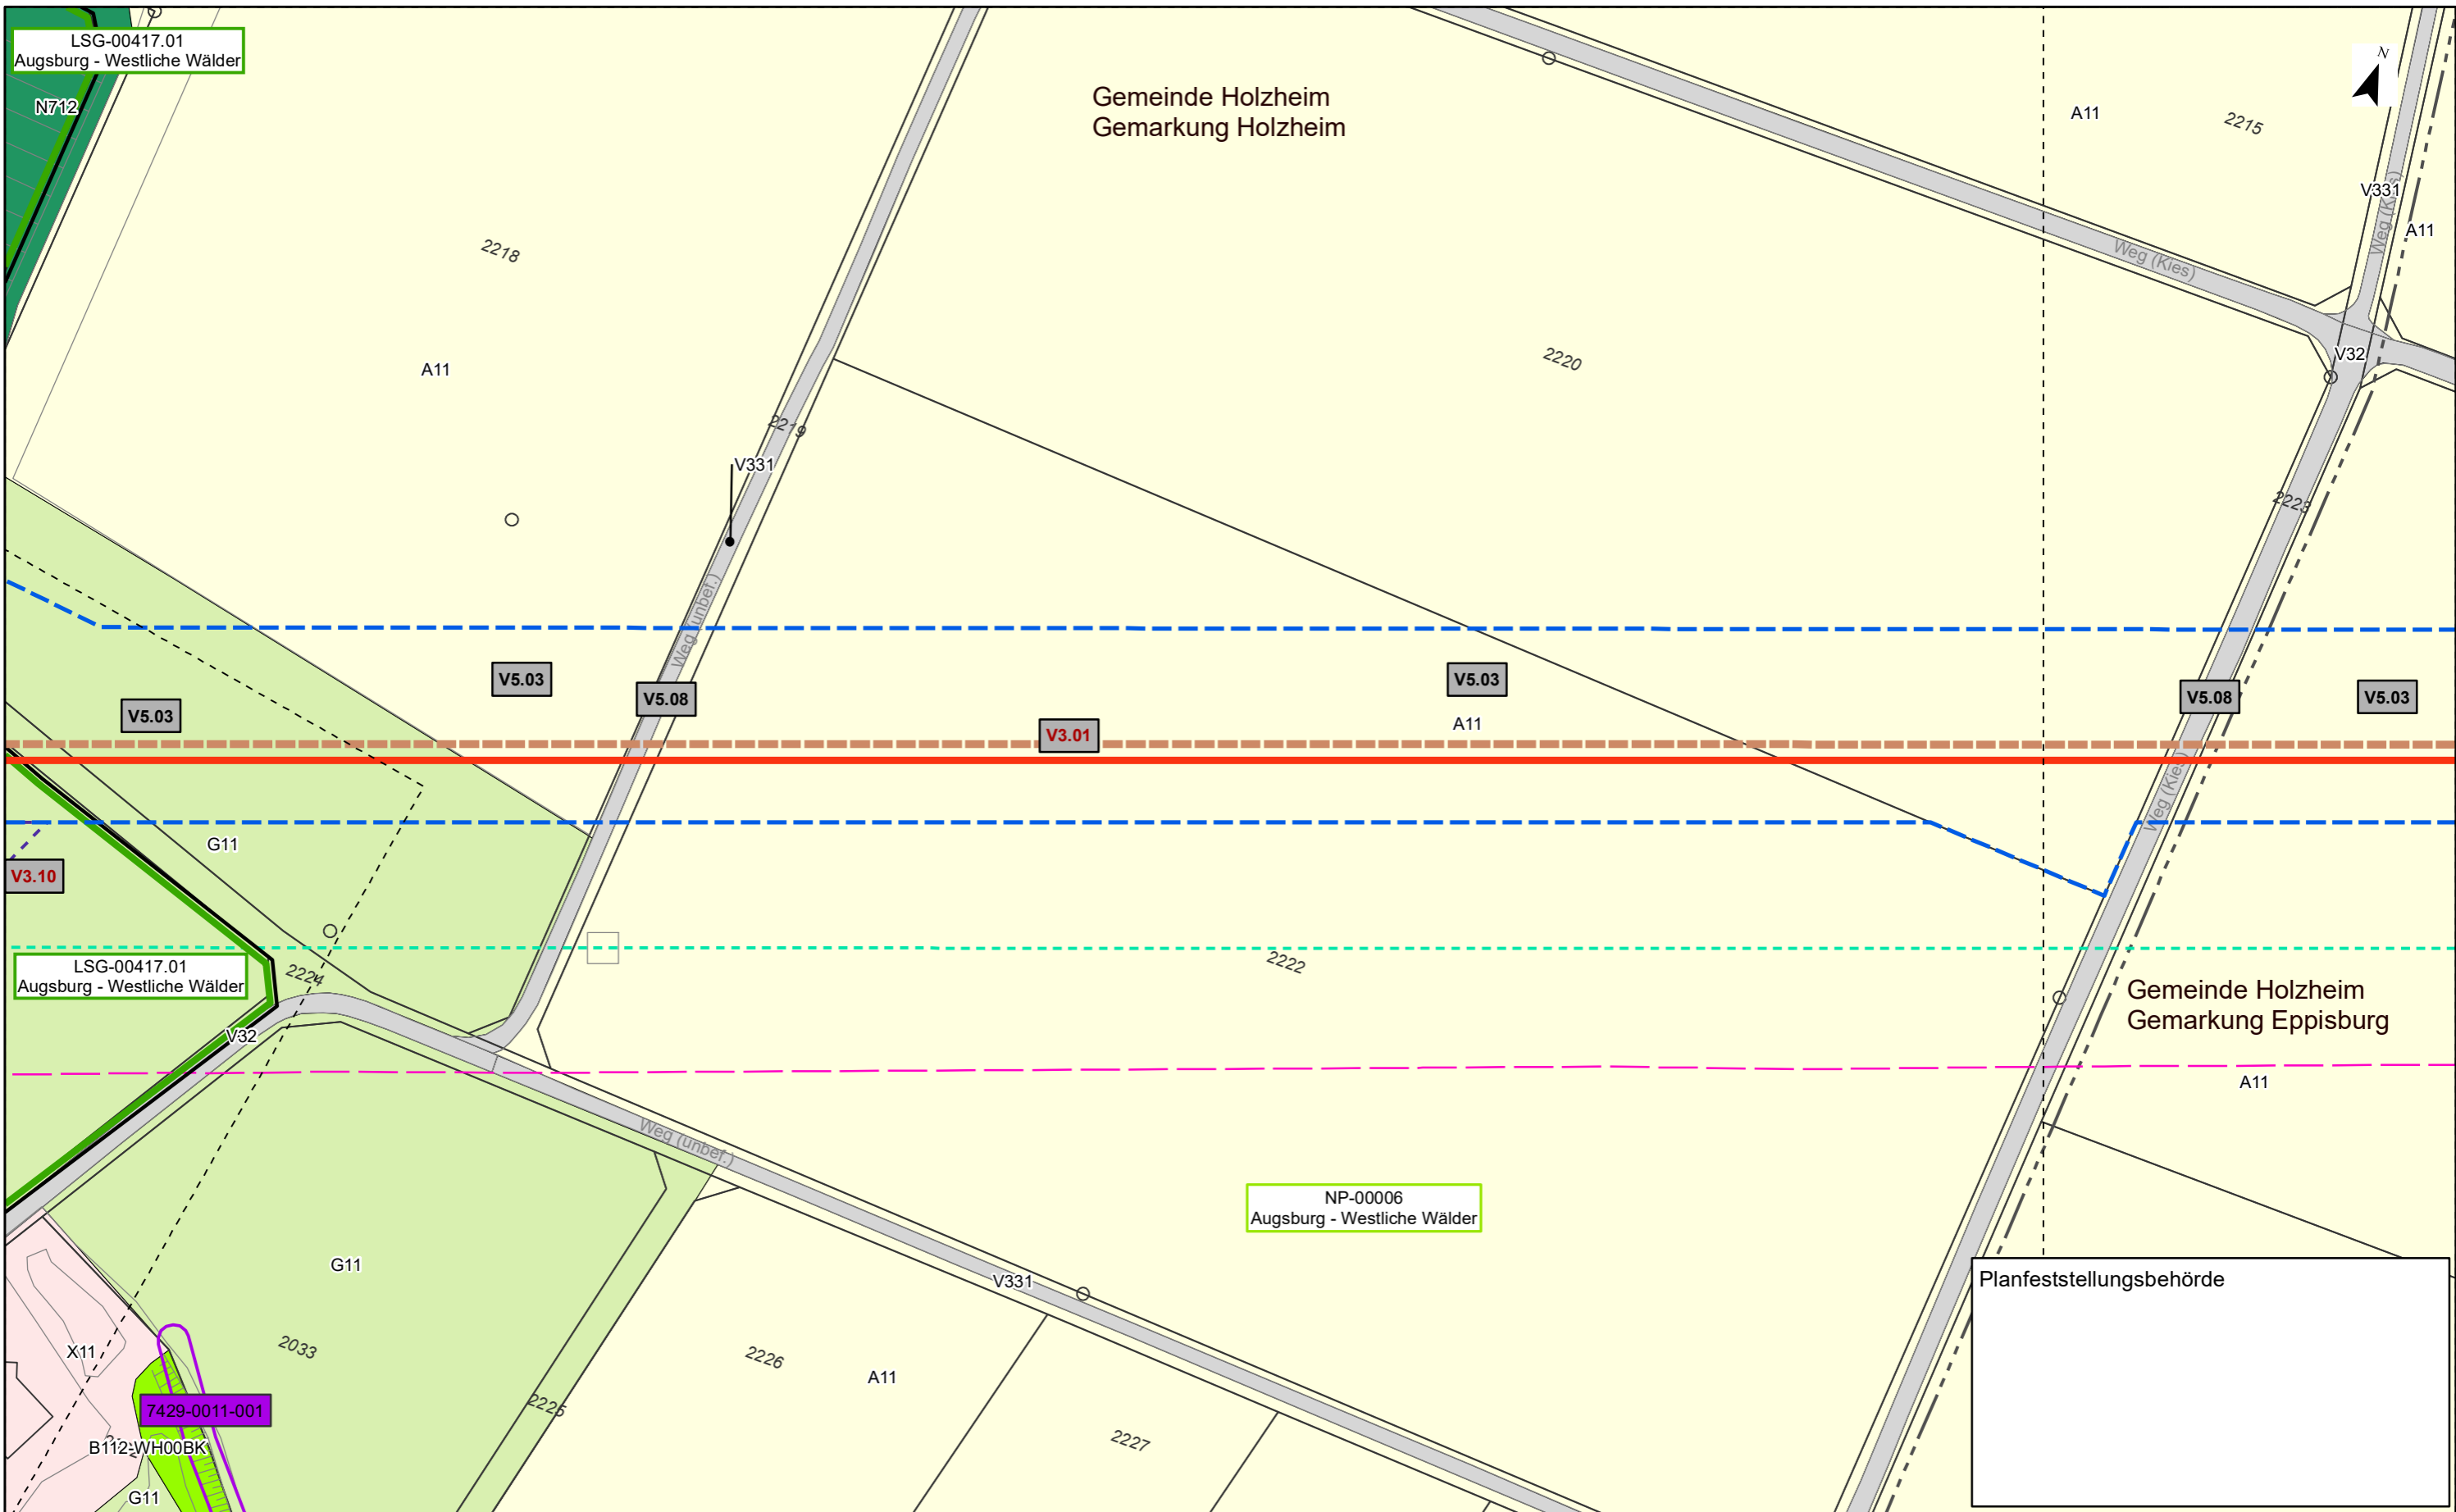 LSG-00417.01
Augsburg - Westliche Wälder
N712
Gemeinde Holzheim
Gemarkung Holzheim
N
A11
2215
V331
Weg (Kies)
A11
Weg (Kies)
2218
2220
V32
A11
2219
V331
2223
Weg (unbef.)
V5.03
V5.03
V5.08
V5.03
V5.08
V5.03
V3.01
A11
Weg (Kies)
G11
V3.10
LSG-00417.01
Augsburg - Westliche Wälder
2224
2222
Gemeinde Holzheim
Gemarkung Eppisburg
V32
A11
Weg (unbef.)
NP-00006
Augsburg - Westliche Wälder
G11
V331
Planfeststellungsbehörde
X11
2033
2226
A11
7429-0011-001
2225
2227
B112-WH00BK
G11